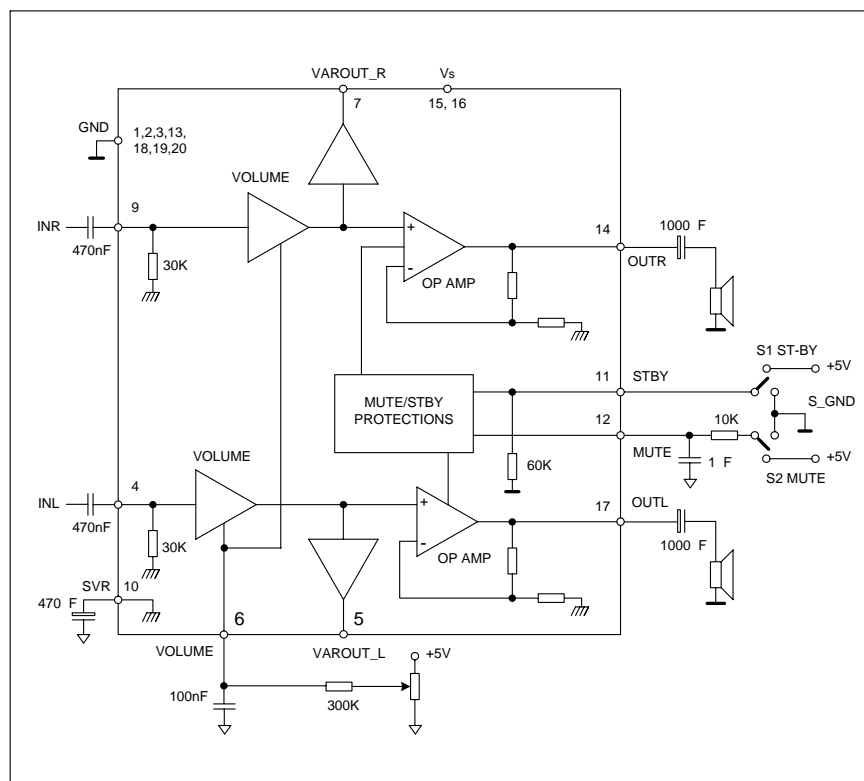 VAROUT_R
Vs
7
15, 16
GND
1,2,3,13,
18,19,20
VOLUME
9
INR
470nF
30K
+
-
OP AMP
14
1000  F
OUTR
S1 ST-BY
+5V
11
STBY
MUTE/STBY
PROTECTIONS
S_GND
12
10K
MUTE
1  F
+5V
S2 MUTE
60K
VOLUME
4
INL
470nF
30K
+
-
OP AMP
17
OUTL
1000  F
SVR
10
470  F
6
5
VOLUME
VAROUT_L
+5V
100nF
300K